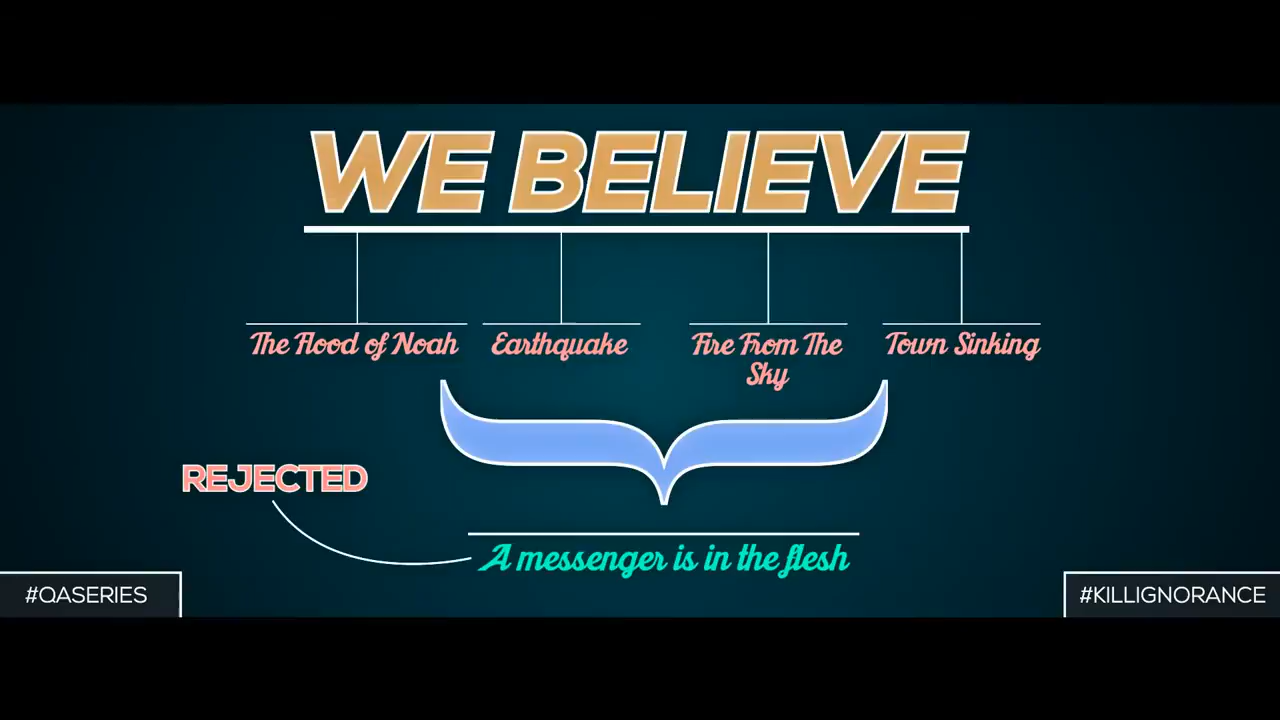 WE BELIEVE
The Flood of Noah
Earthquake
Fire From The
Sky
Town Sinking
REJECTED
A messenger is in the flesh
#QASERIES
#KILLIGNORANCE